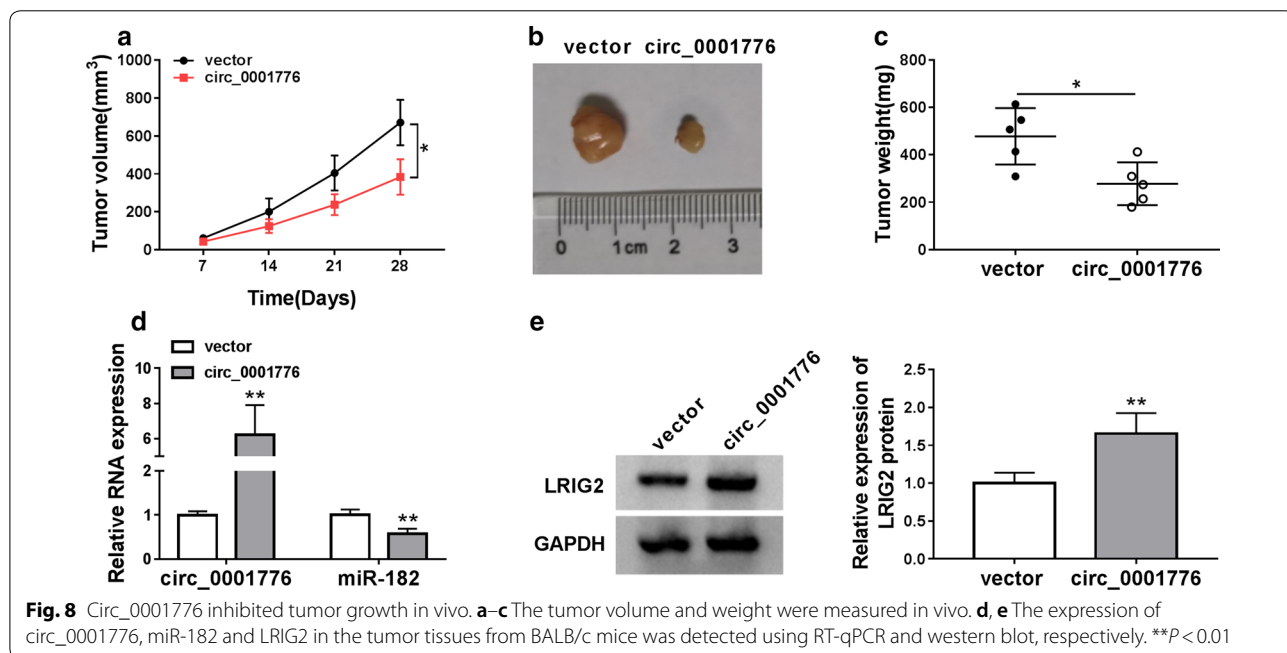 a
1000
800
600
400
200
0
Tumor volume(mm³)
vector
circ_0001776
*
7 14 21 28
Time(Days)
b
vector circ_0001776
0 1cm 2 3
c
800
600
400
200
0
Tumor weight(mg)
*
vector circ_0001776
d
vector
circ_0001776
10
8
6
4
2
1
0
Relative RNA expression
**
**
circ_0001776 miR-182
e
vector circ_0001776
LRIG2
GAPDH
Relative expression of
LRIG2 protein
2.5
2.0
1.5
1.0
0.5
0.0
**
vector circ_0001776
Fig. 8 Circ_0001776 inhibited tumor growth in vivo. a–c The tumor volume and weight were measured in vivo. d, e The expression of
circ_0001776, miR-182 and LRIG2 in the tumor tissues from BALB/c mice was detected using RT-qPCR and western blot, respectively. **P < 0.01